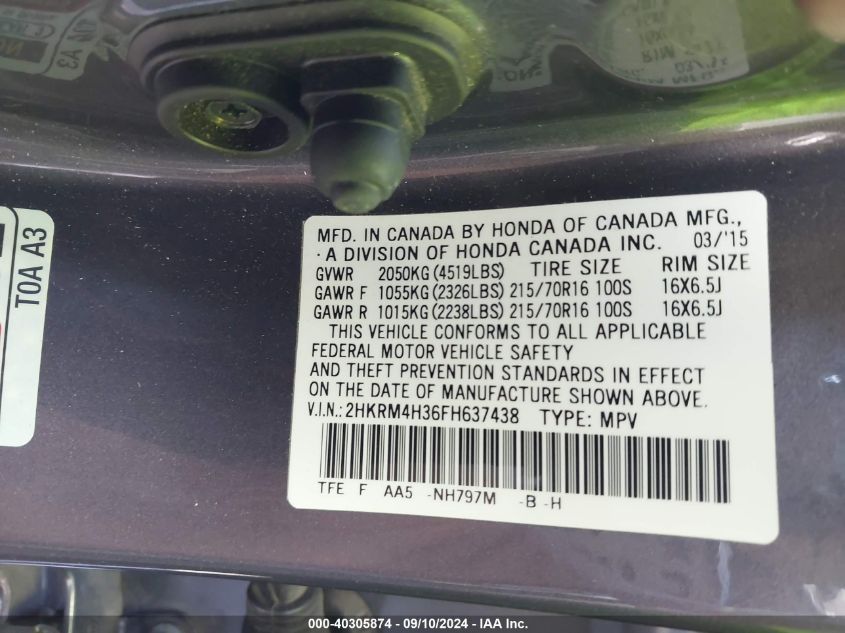 MFD. IN CANADA BY HONDA OF CANADA MFG.,
· A DIVISION OF HONDA CANADA INC. 03/'15
GVWR 2050KG (4519LBS) TIRE SIZE RIM SIZE
GAWR F 1055KG (2326LBS) 215/70R16 100S 16X6.5J
GAWR R 1015KG (2238LBS) 215/70R16 100S 16X6.5J
THIS VEHICLE CONFORMS TO ALL APPLICABLE
FEDERAL MOTOR VEHICLE SAFETY
AND THEFT PREVENTION STANDARDS IN EFFECT
ON THE DATE OF MANUFACTURE SHOWN ABOVE.
V.I.N.: 2HKRM4H36FH637438 TYPE: MPV
TFE F AA5 -NH797M -B -H
T0A A3
000-40305874 - 09/10/2024 - IAA Inc.